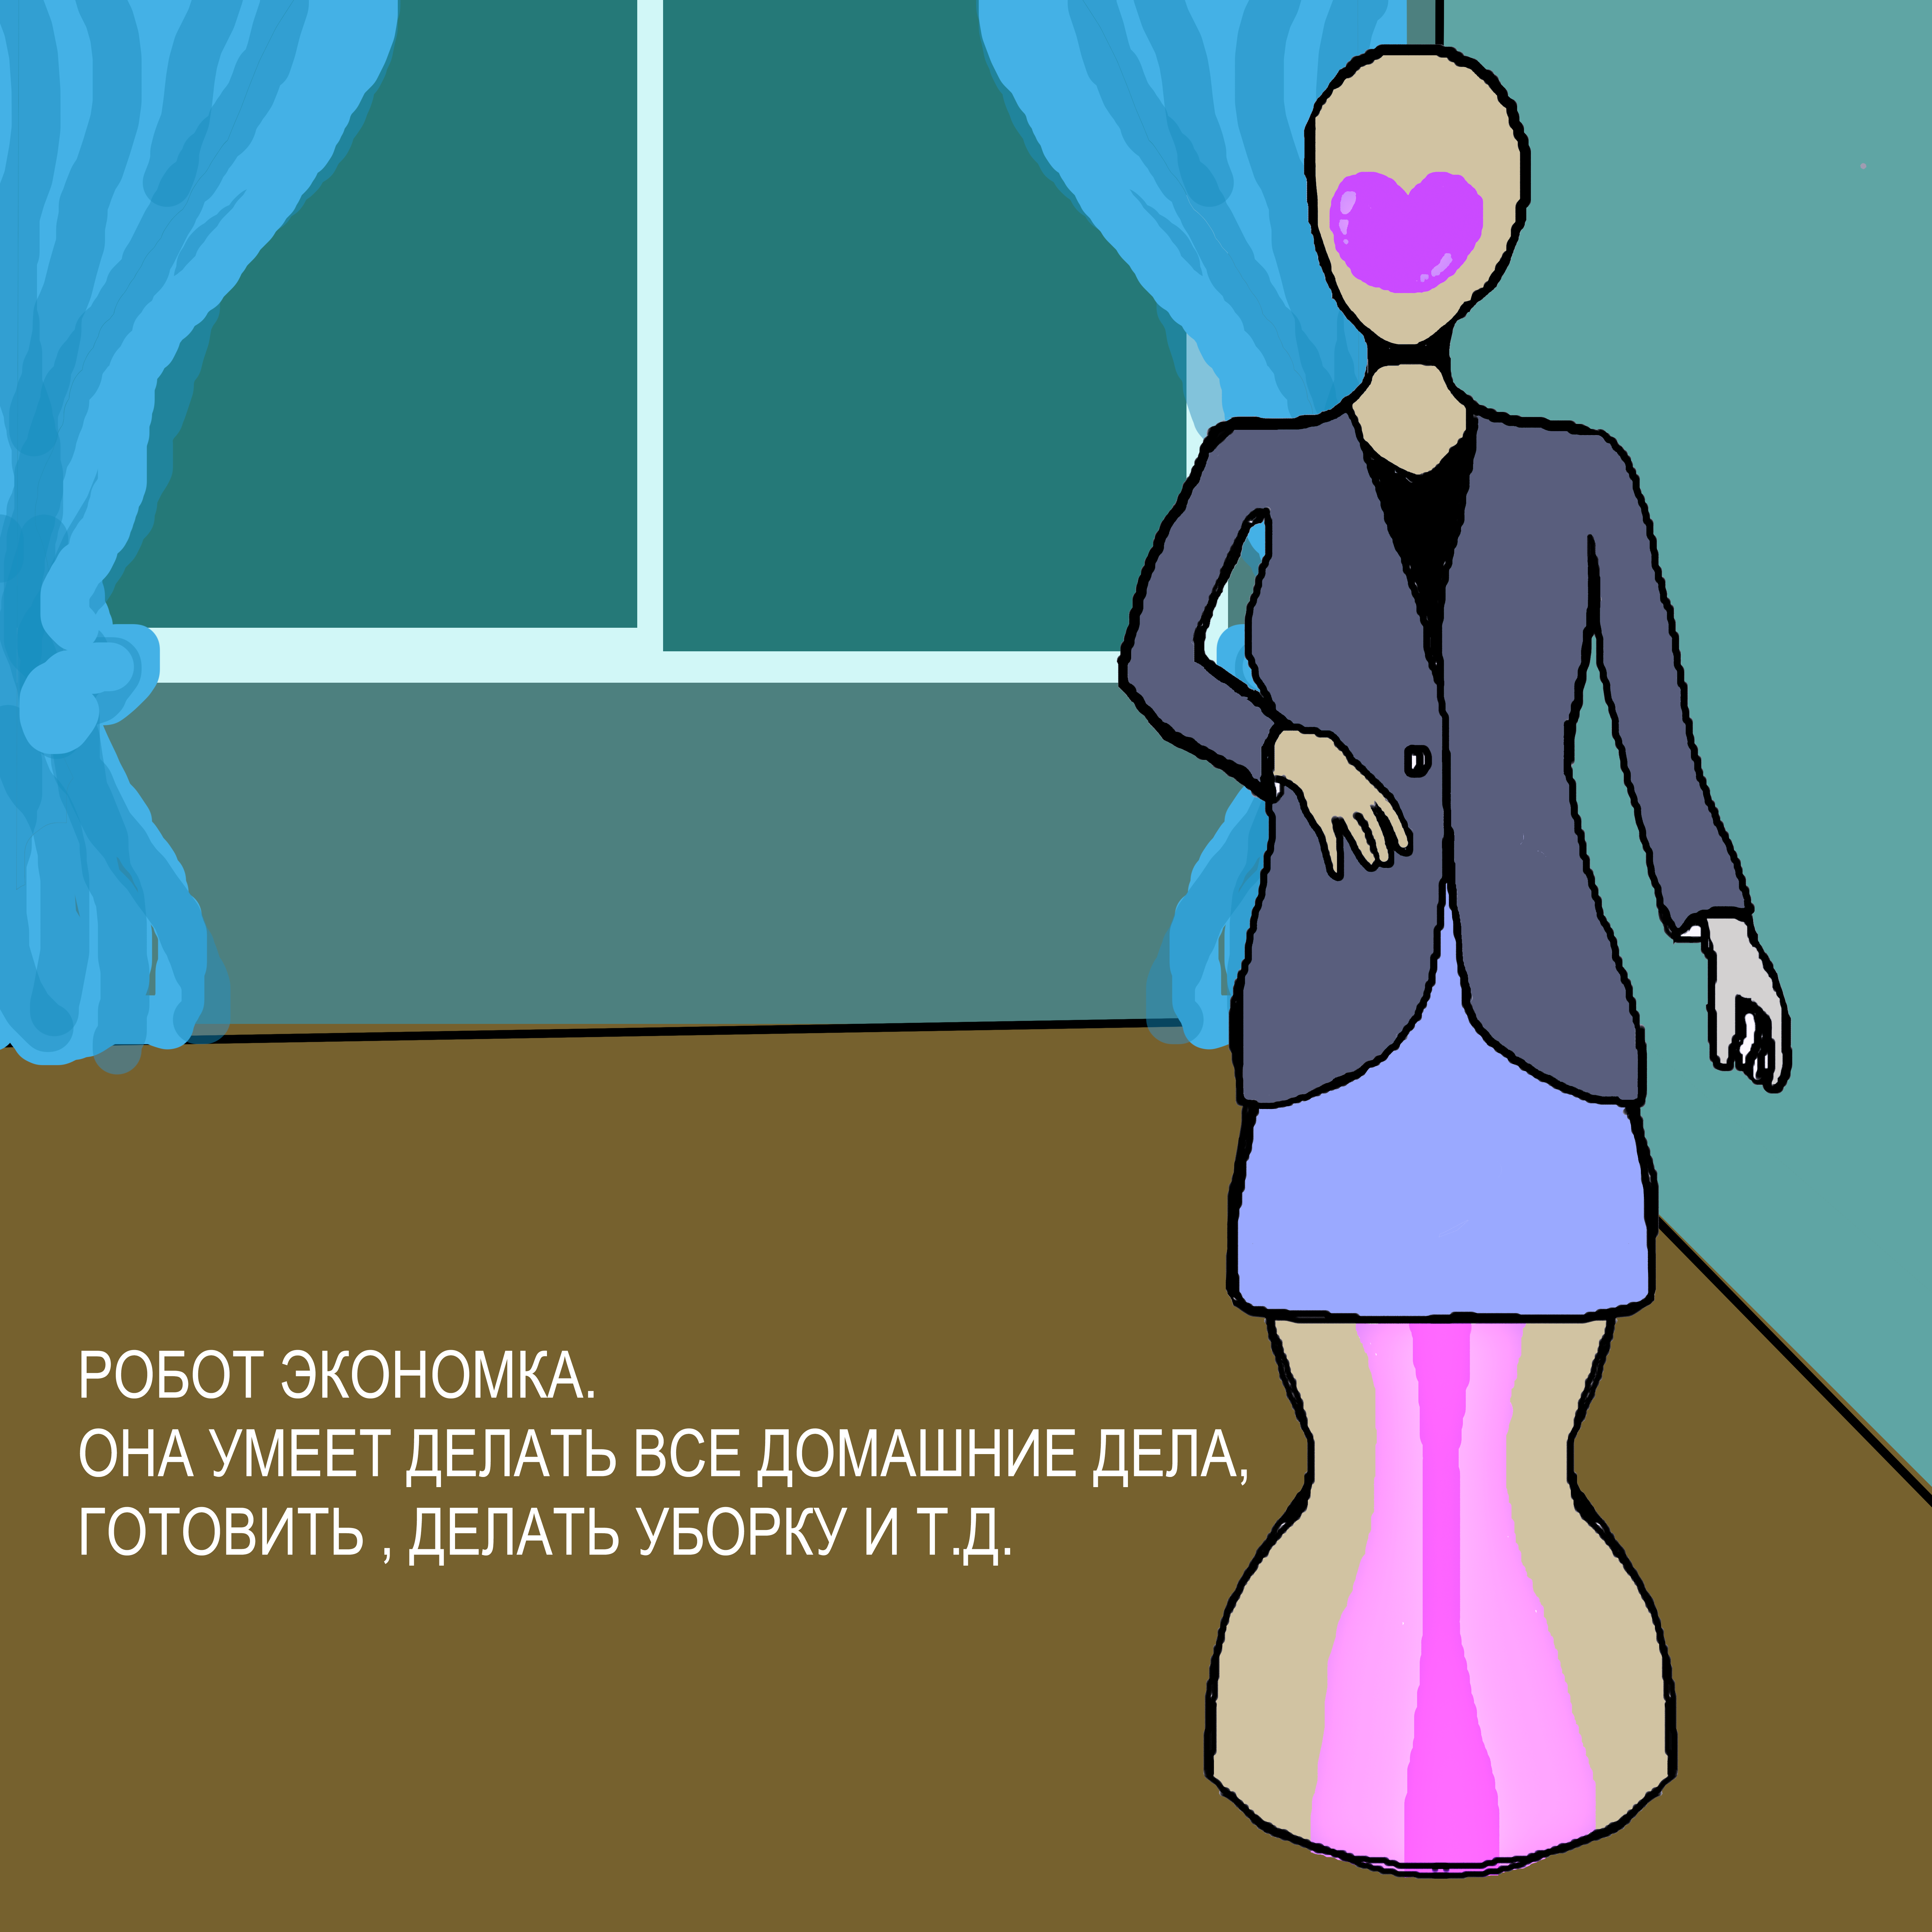 РОБОТ ЭКОНОМКА.
ОНА УМЕЕТ ДЕЛАТЬ ВСЕ ДОМАШНИЕ ДЕЛА,
ГОТОВИТЬ , ДЕЛАТЬ УБОРКУ И Т.Д.